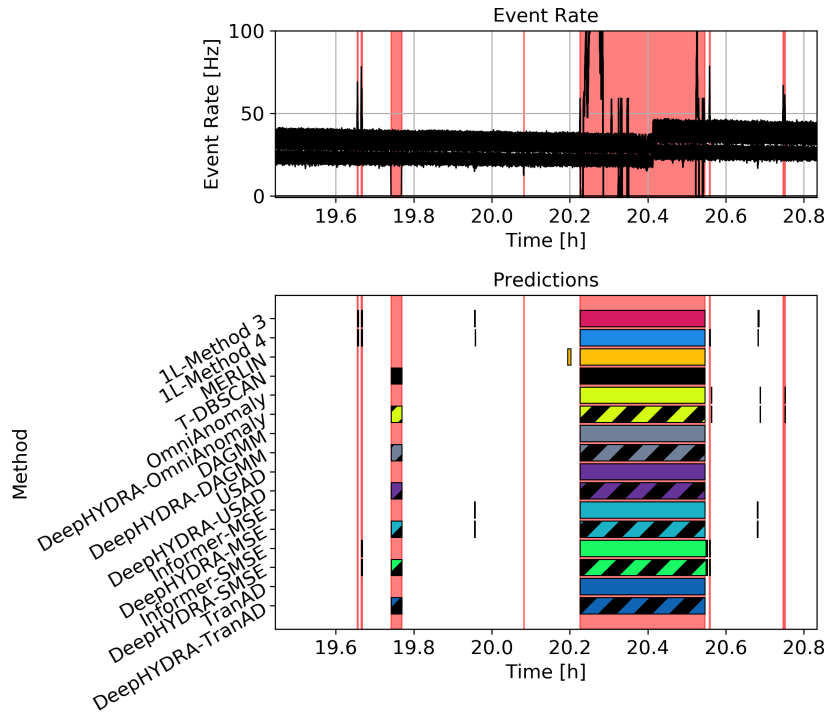 Event Rate
Event Rate [Hz]
100
50
0
19.6 19.8 20.0 20.2 20.4 20.6 20.8
Time [h]
Predictions
Method
1L-Method 3
1L-Method 4
MERLIN
T-DBSCAN
OmniAnomaly
DeepHYDRA-OmniAnomaly
DAGMM
DeepHYDRA-DAGMM
USAD
DeepHYDRA-USAD
Informer-MSE
DeepHYDRA-MSE
Informer-SMSE
DeepHYDRA-SMSE
TranAD
DeepHYDRA-TranAD
19.6 19.8 20.0 20.2 20.4 20.6 20.8
Time [h]